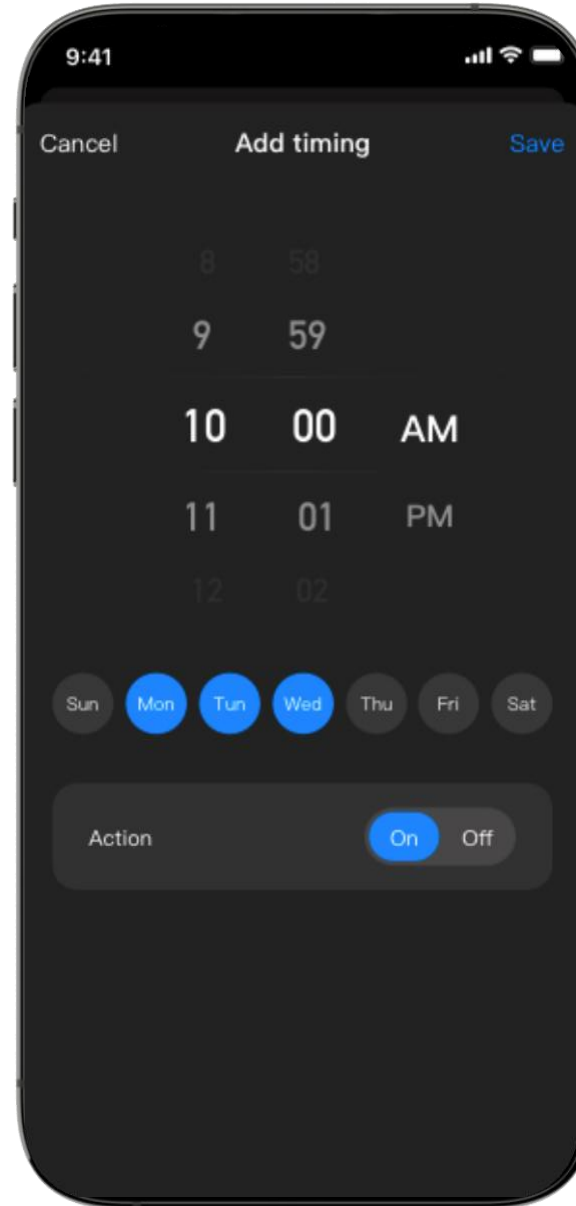 9:41
Cancel Add timing Save
8 58
9 59
10 00 AM
11 01 PM
12 02
Sun Mon Tun Wed Thu Fri Sat
Action On Off